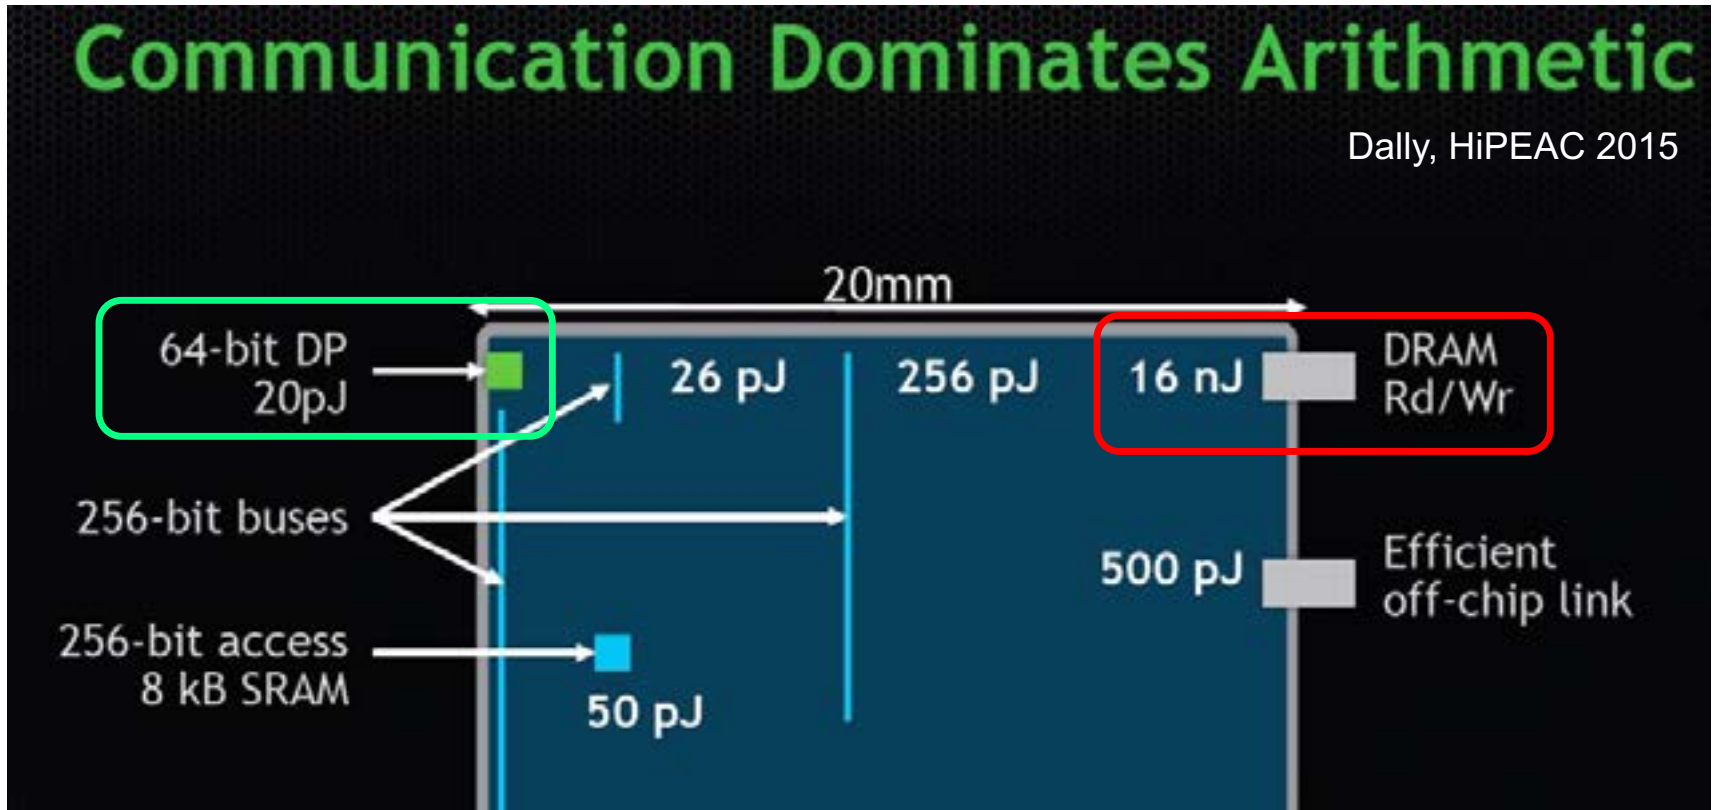 Communication Dominates Arithmetic
Dally, HiPEAC 2015
20mm
64-bit DP
20pJ
26 pJ
256 pJ
16 nJ
DRAM
Rd/Wr
256-bit buses
500 pJ
Efficient
off-chip link
256-bit access
8 kB SRAM
50 pJ